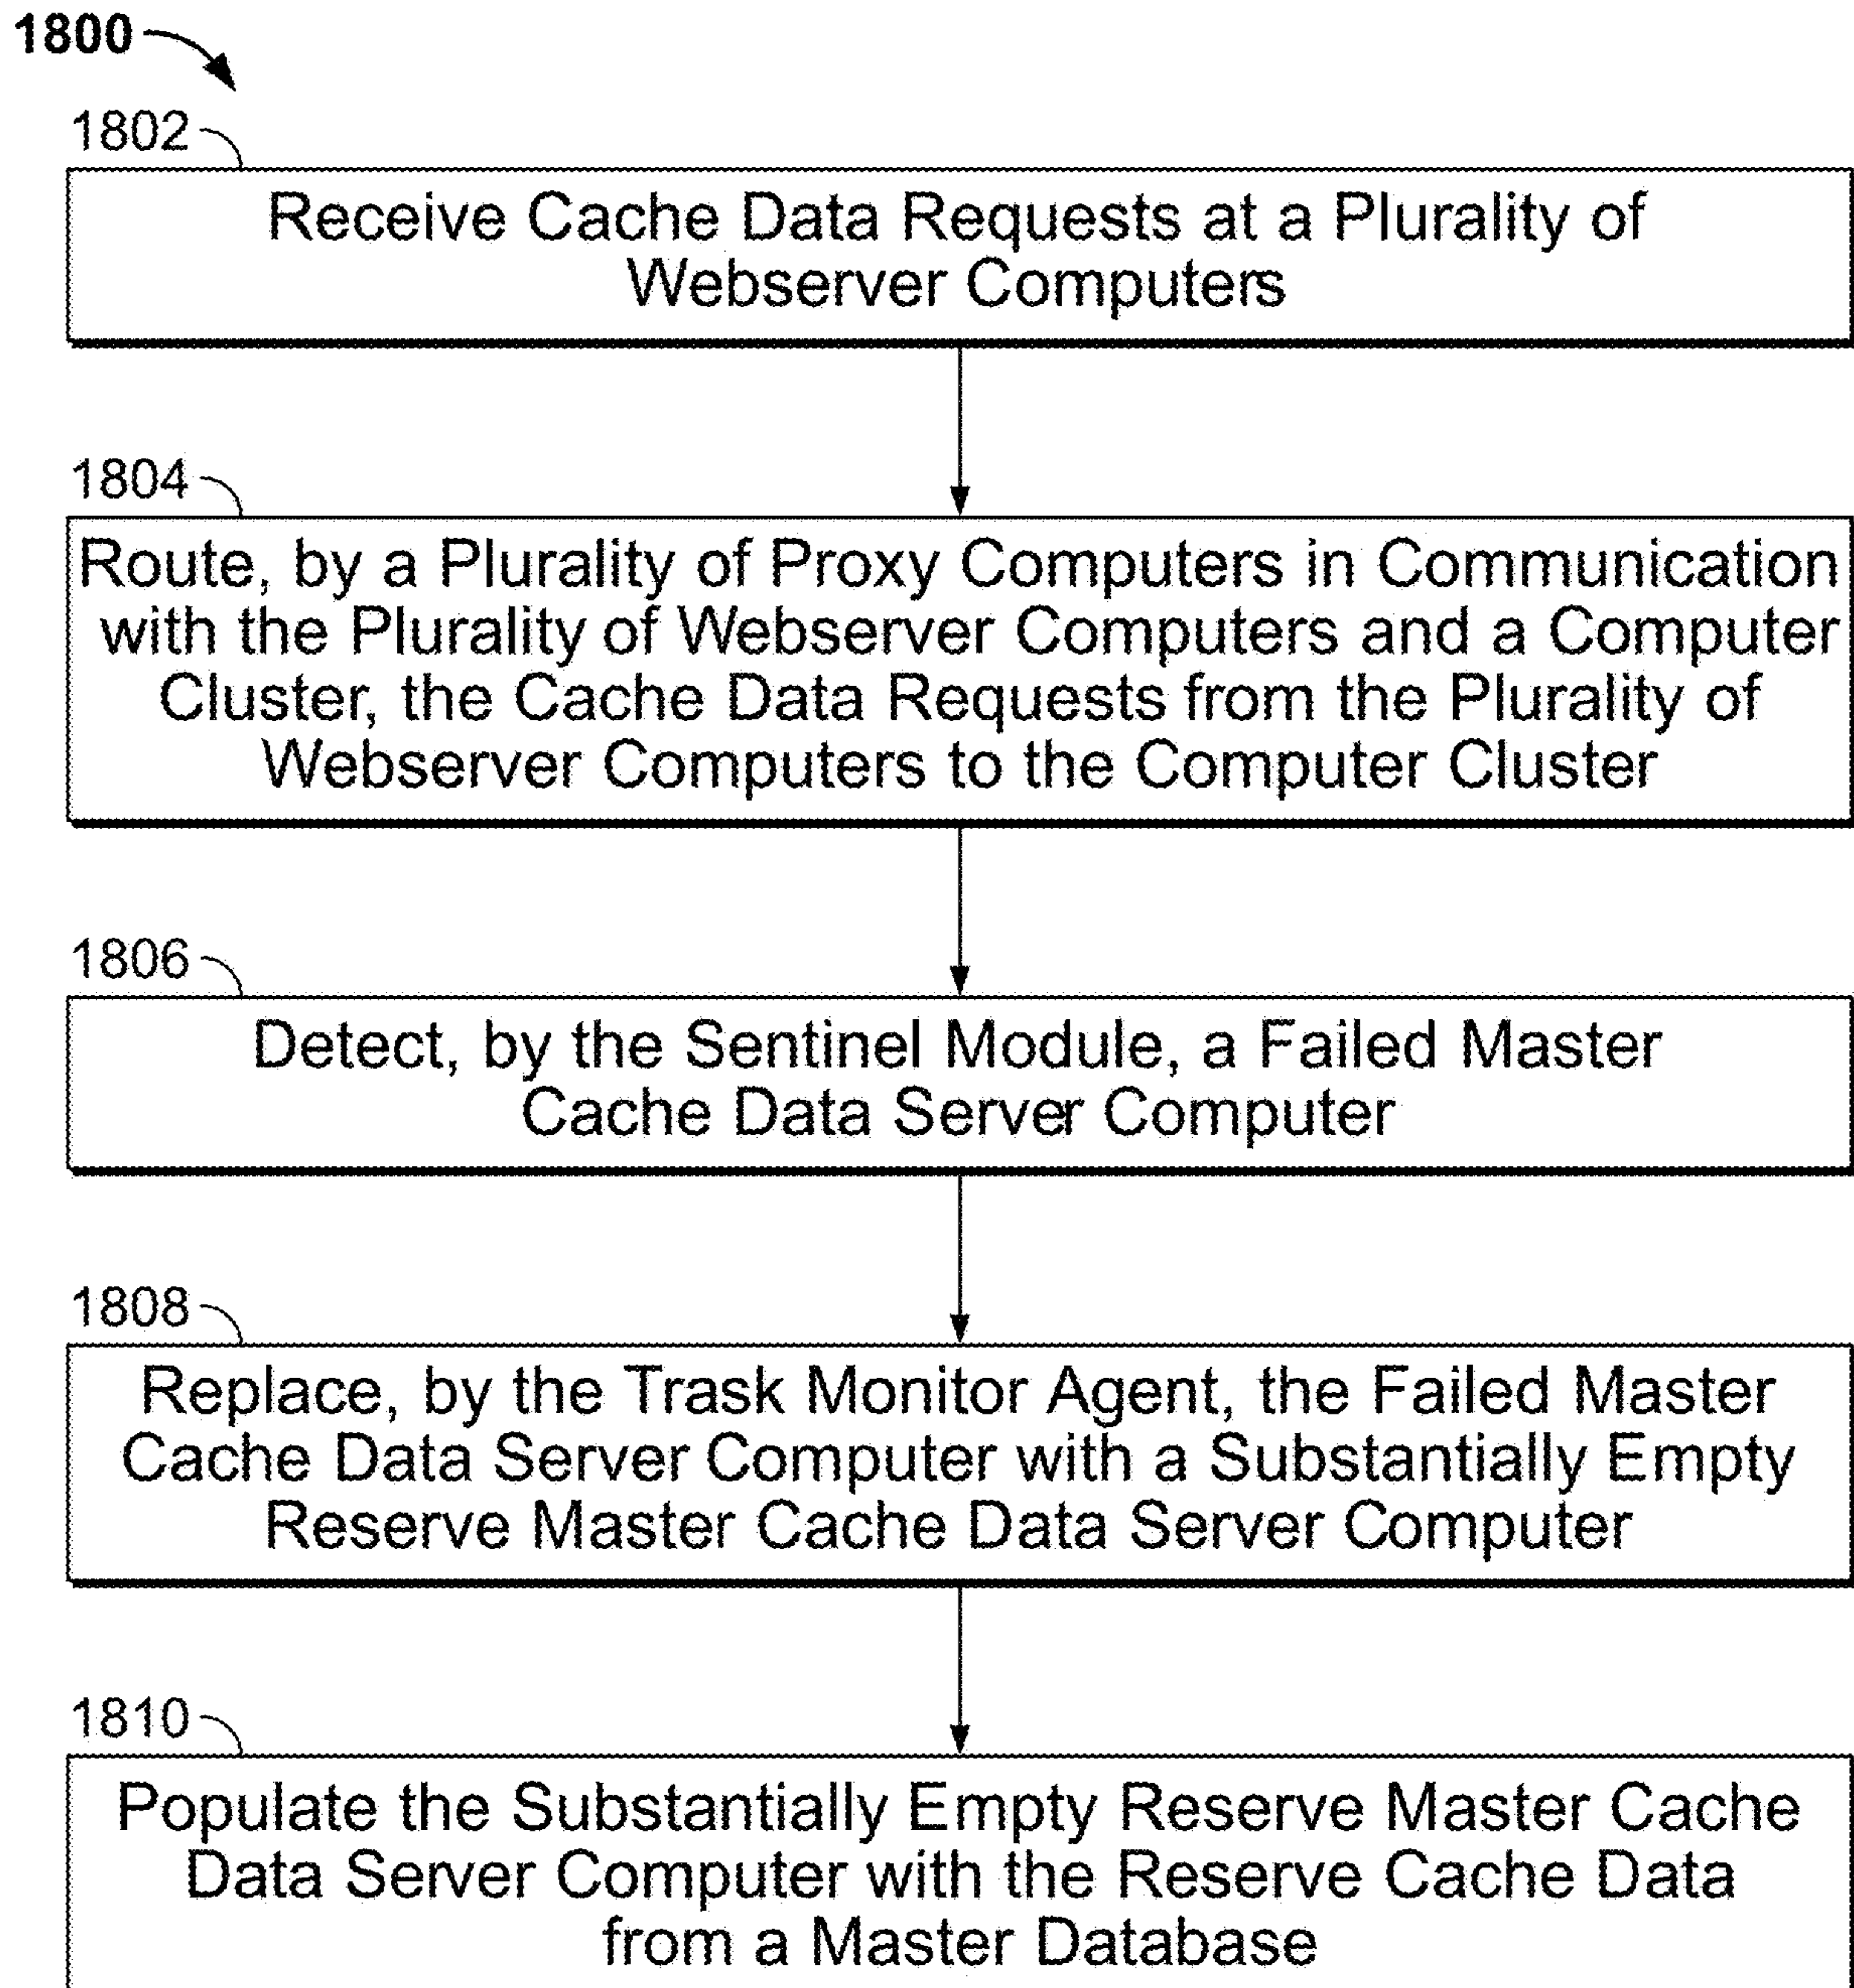 1800
1802
Receive Cache Data Requests at a Plurality of
Webserver Computers
1804
Route, by a Plurality of Proxy Computers in Communication
with the Plurality of Webserver Computers and a Computer
Cluster, the Cache Data Requests from the Plurality of
Webserver Computers to the Computer Cluster
1806
Detect, by the Sentinel Module, a Failed Master
Cache Data Server Computer
1808
Replace, by the Trask Monitor Agent, the Failed Master
Cache Data Server Computer with a Substantially Empty
Reserve Master Cache Data Server Computer
1810
Populate the Substantially Empty Reserve Master Cache
Data Server Computer with the Reserve Cache Data
from a Master Database